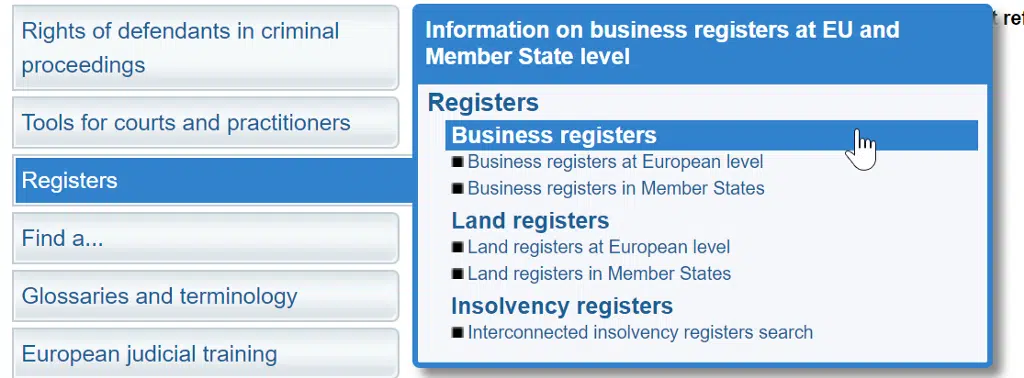 Rights of defendants in criminal
proceedings
Tools for courts and practitioners
Registers
Find a...
Glossaries and terminology
European judicial training
Information on business registers at EU and
Member State level
Registers
Business registers
Business registers at European level
Business registers in Member States
Land registers
Land registers at European level
Land registers in Member States
Insolvency registers
Interconnected insolvency registers search